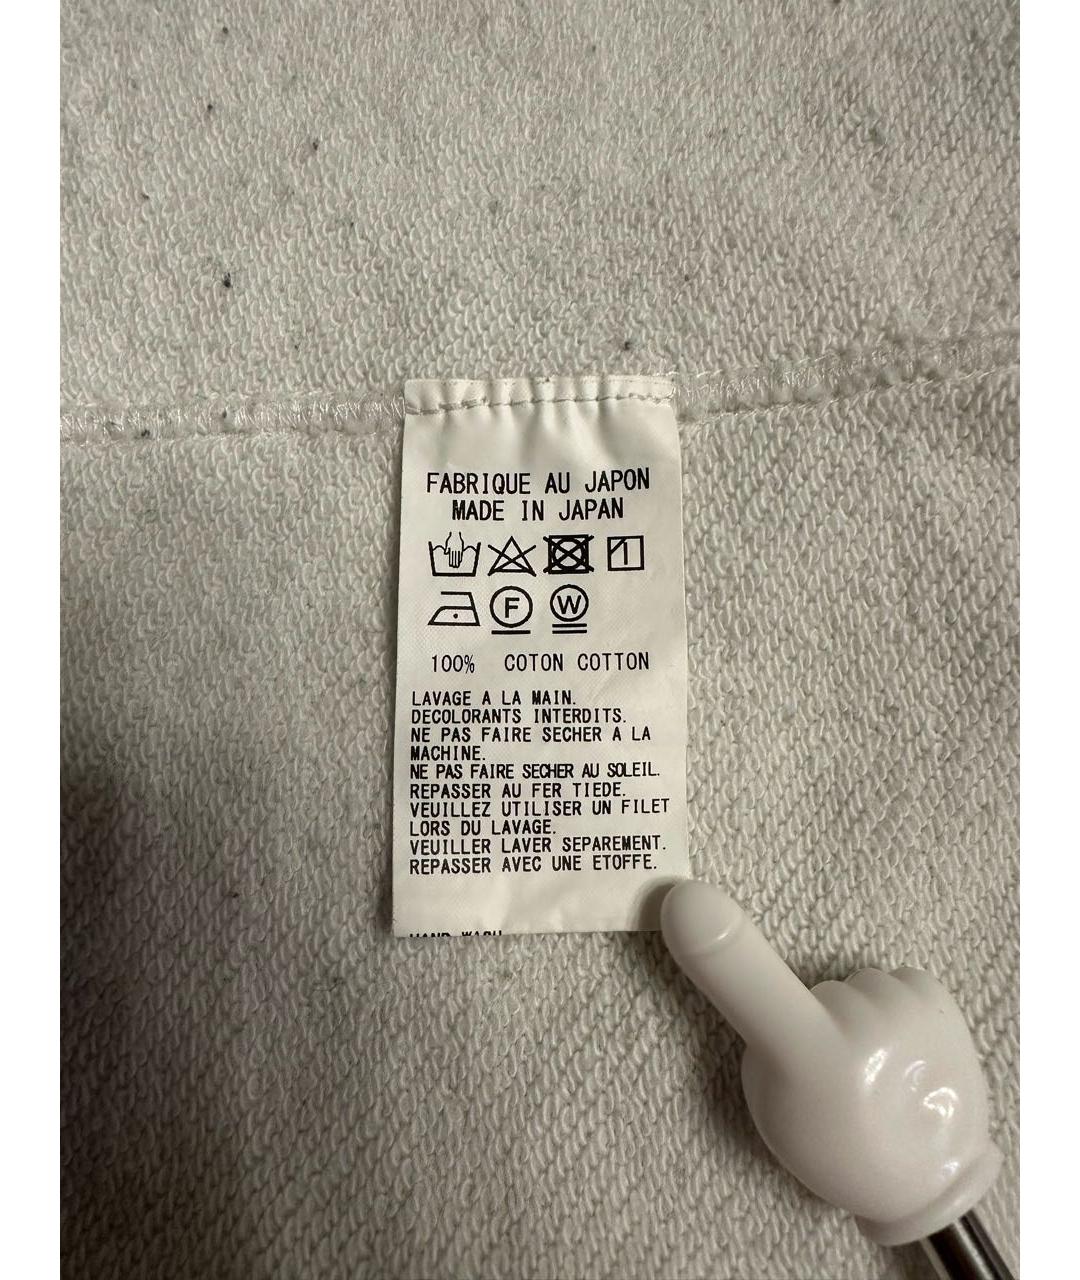 FABRIQUE AU JAPON
MADE IN JAPAN
F W
100% COTON COTTON
LAVAGE A LA MAIN.
DECOLORANTS INTERDITS.
NE PAS FAIRE SECHER A LA
MACHINE.
NE PAS FAIRE SECHER AU SOLEIL.
REPASSER AU FER TIEDE.
VEUILLEZ UTILISER UN FILET
LORS DU LAVAGE.
VEUILLER LAVER SEPAREMENT.
REPASSER AVEC UNE ETOFFE.
HAND WASH